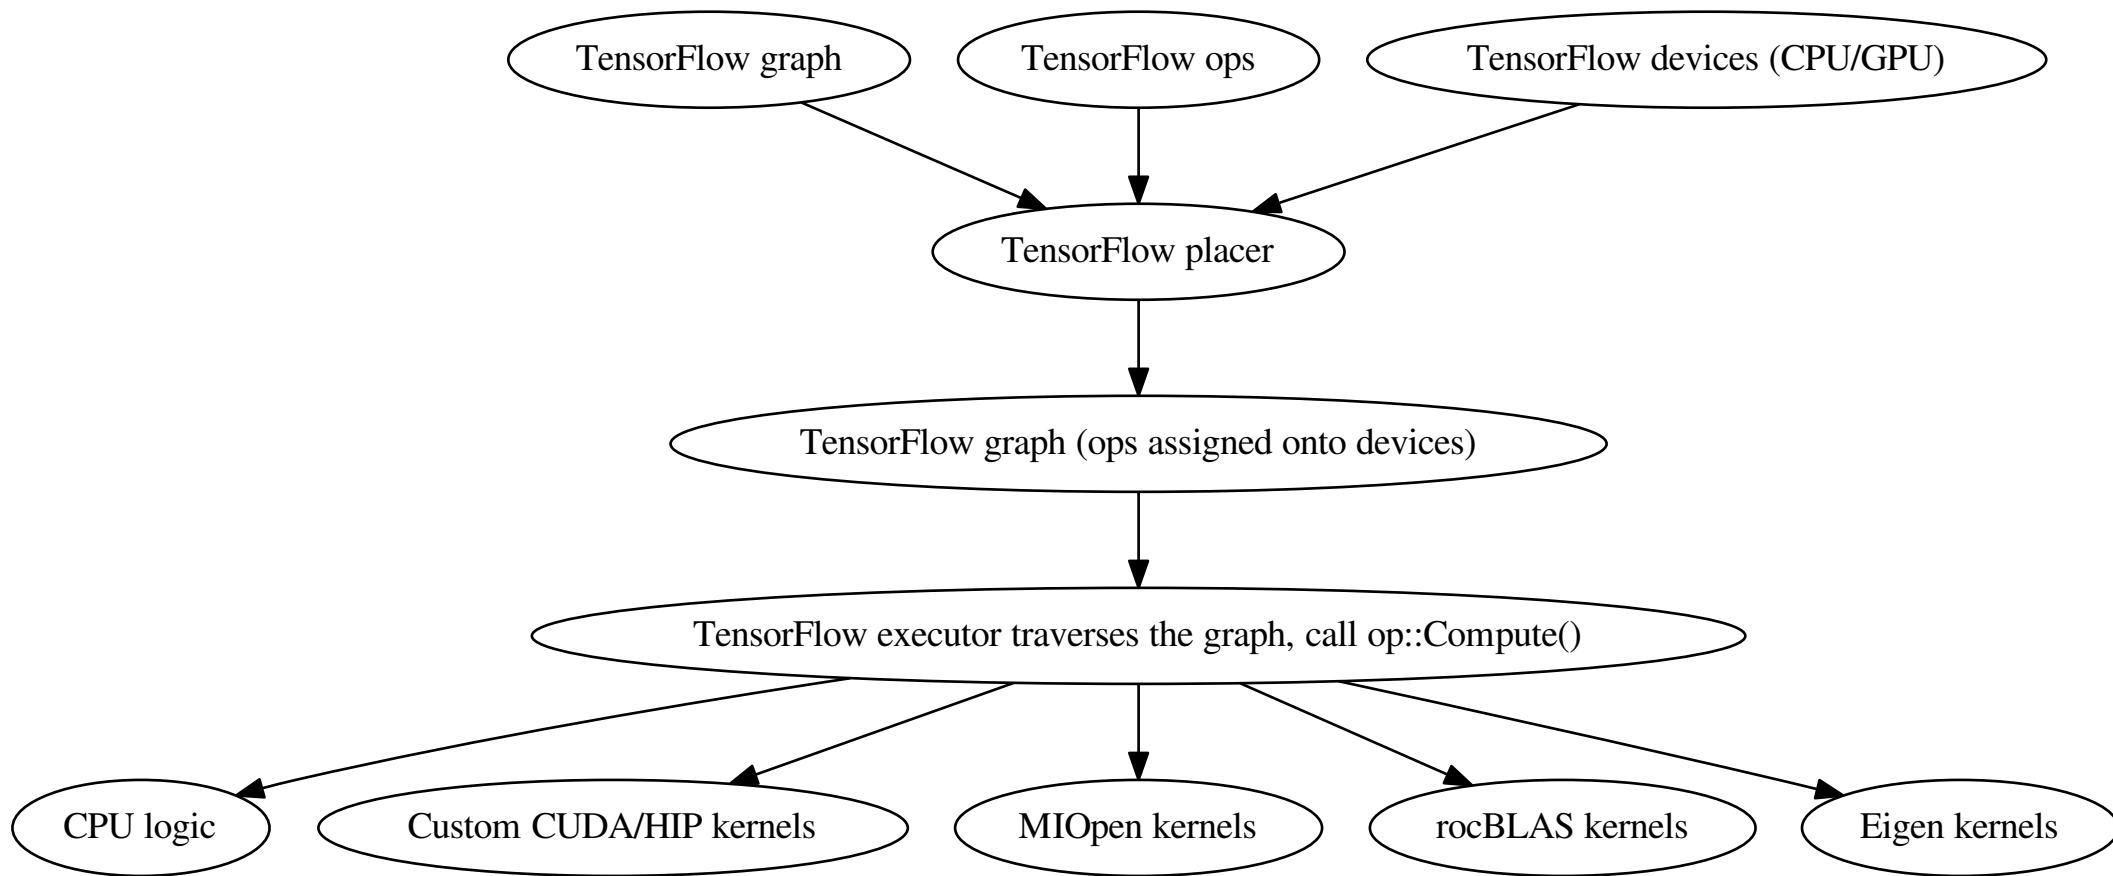 TensorFlow graph
TensorFlow ops
TensorFlow devices (CPU/GPU)
TensorFlow placer
TensorFlow graph (ops assigned onto devices)
TensorFlow executor traverses the graph, call op::Compute()
CPU logic
Custom CUDA/HIP kernels
MIOpen kernels
rocBLAS kernels
Eigen kernels